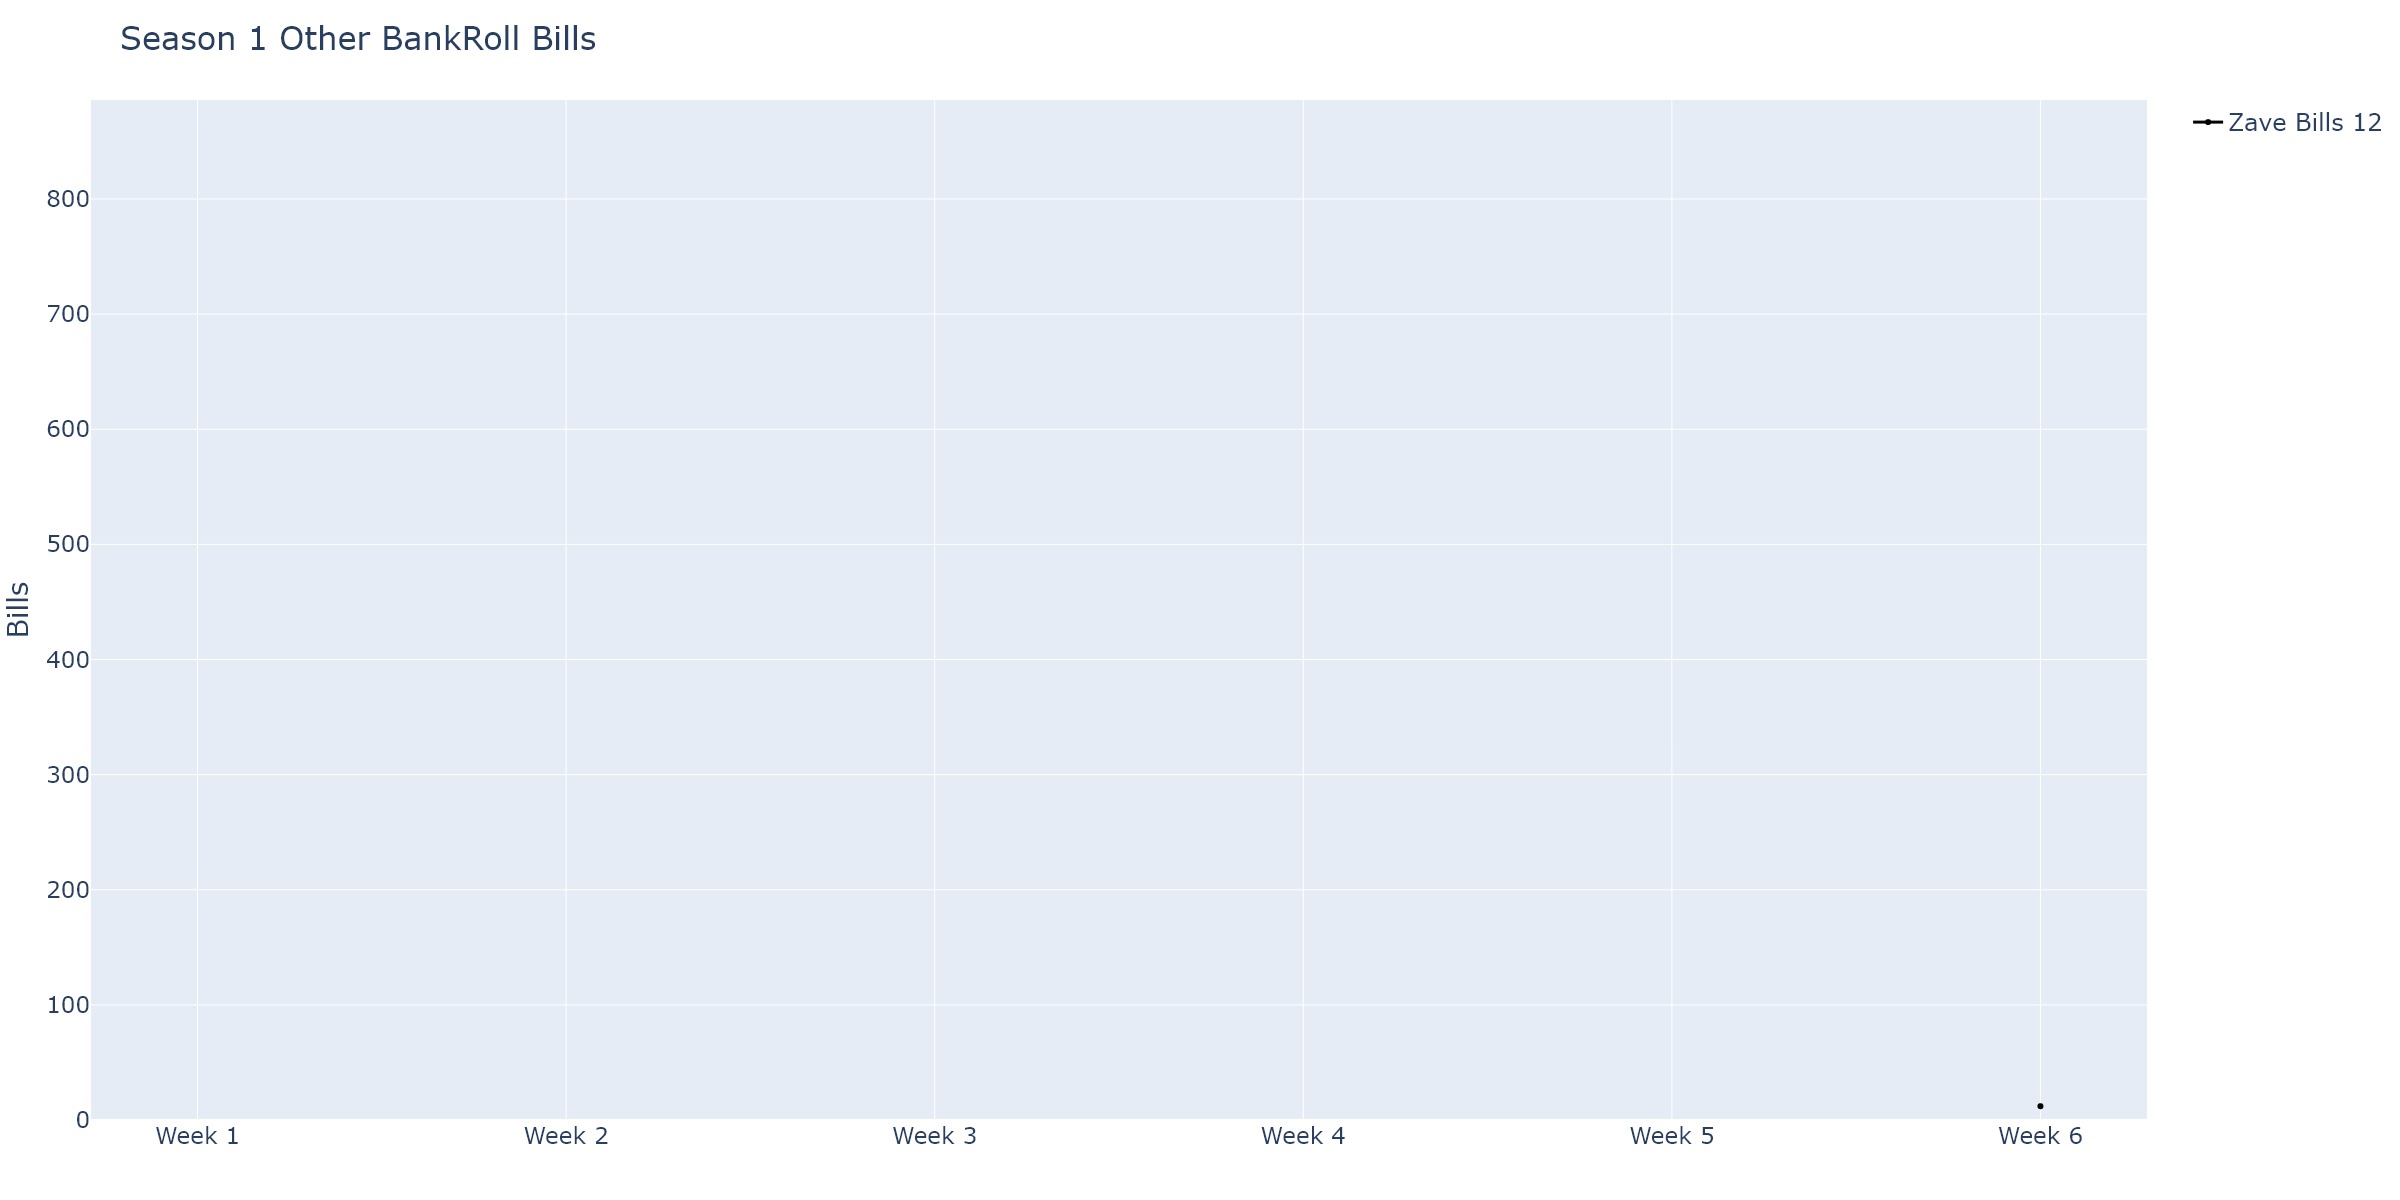 Season 1 Other BankRoll Bills
Zave Bills 12
800
700
600
500
400
300
200
100
0
Bills
Week 1
Week 2
Week 3
Week 4
Week 5
Week 6